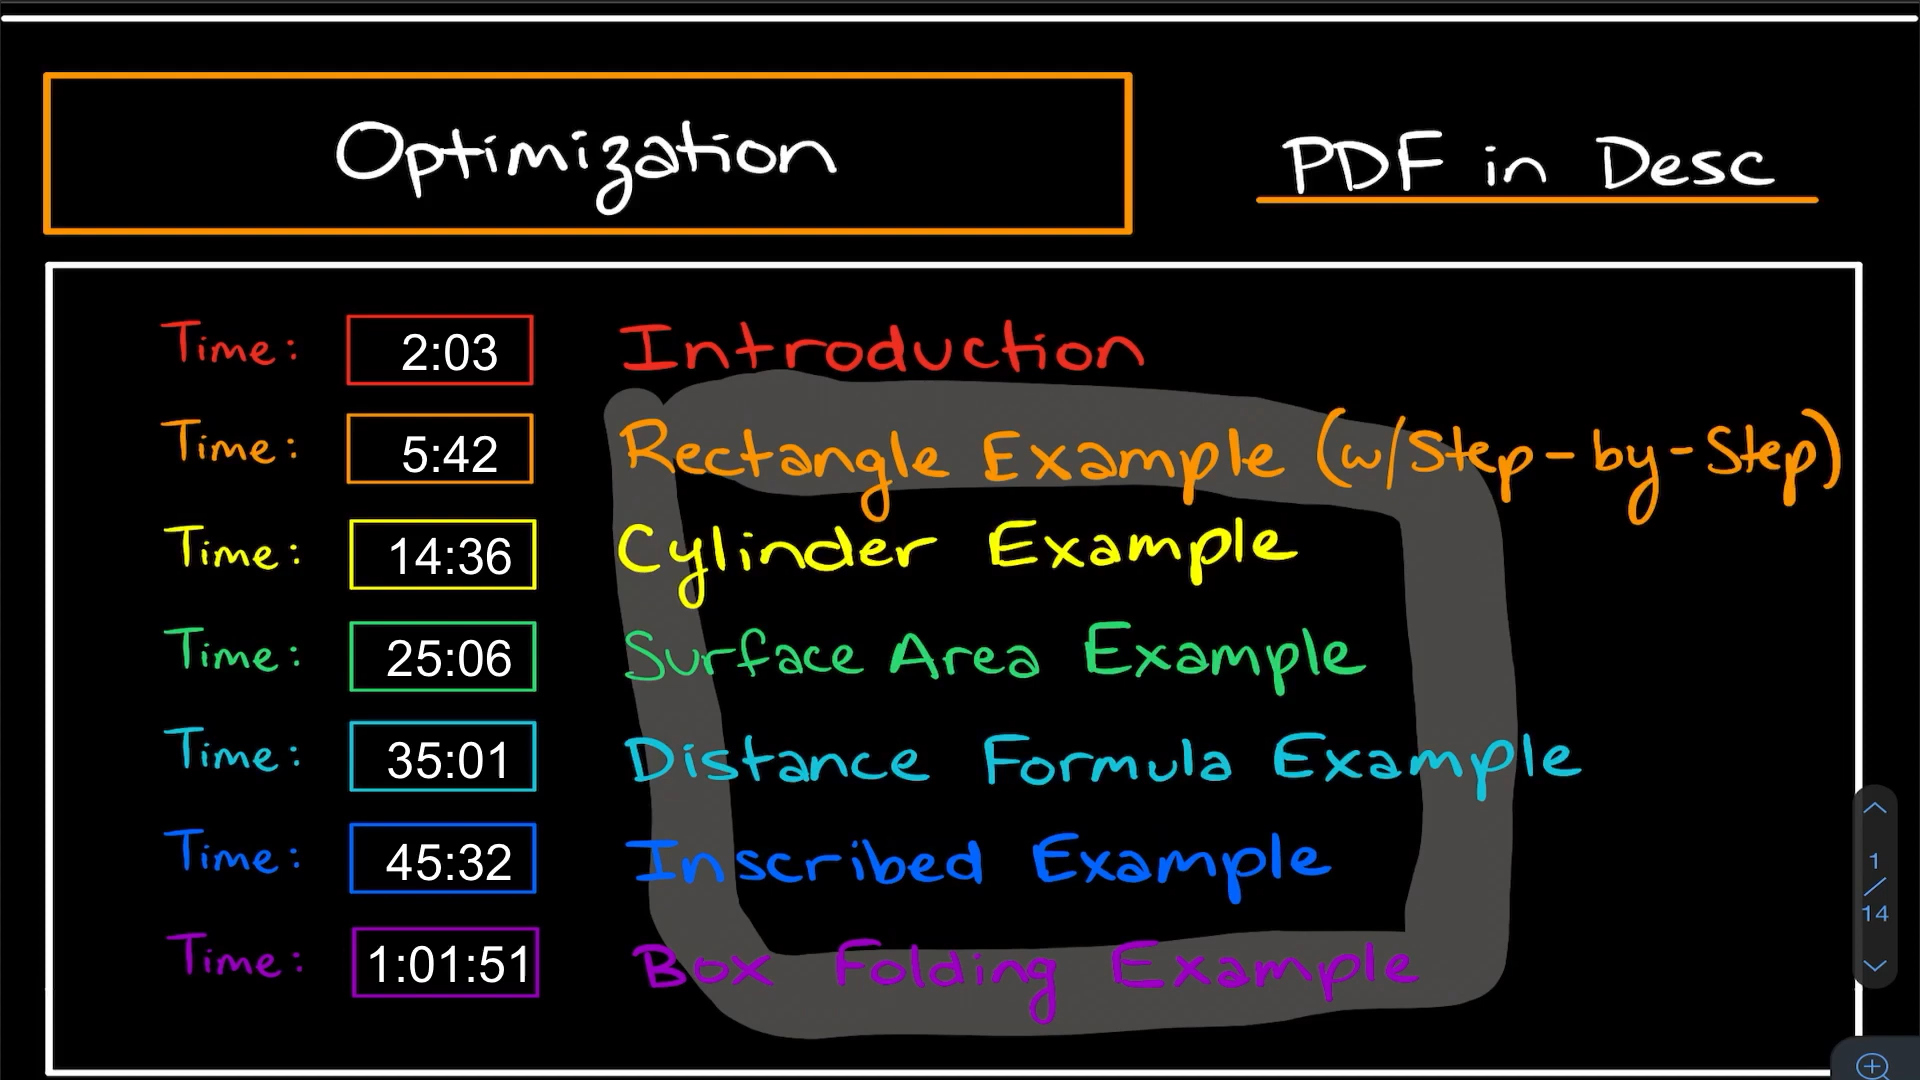 Optimization
PDF in Desc
Time: 2:03 Introduction
Time: 5:42 Rectangle Example (w/Step-by-Step)
Time: 14:36 Cylinder Example
Time: 25:06 Surface Area Example
Time: 35:01 Distance Formula Example
Time: 45:32 Inscribed Example
Time: 1:01:51 Box Folding Example
1
/
14